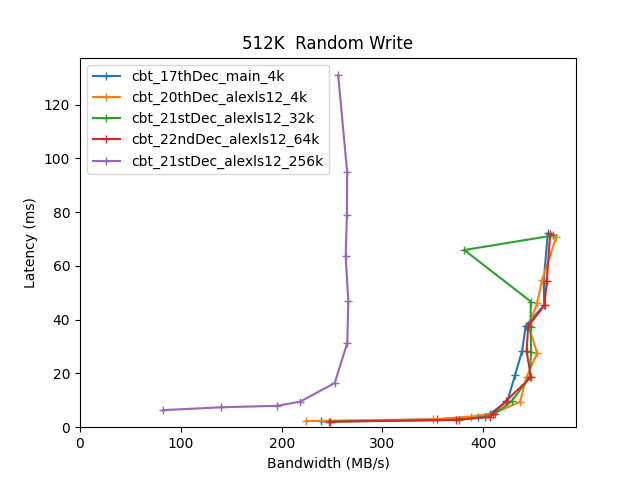 512K  Random Write
cbt_17thDec_main_4k
cbt_20thDec_alexls12_4k
cbt_21stDec_alexls12_32k
cbt_22ndDec_alexls12_64k
cbt_21stDec_alexls12_256k
Latency (ms)
120
100
80
60
40
20
0
0 100 200 300 400
Bandwidth (MB/s)